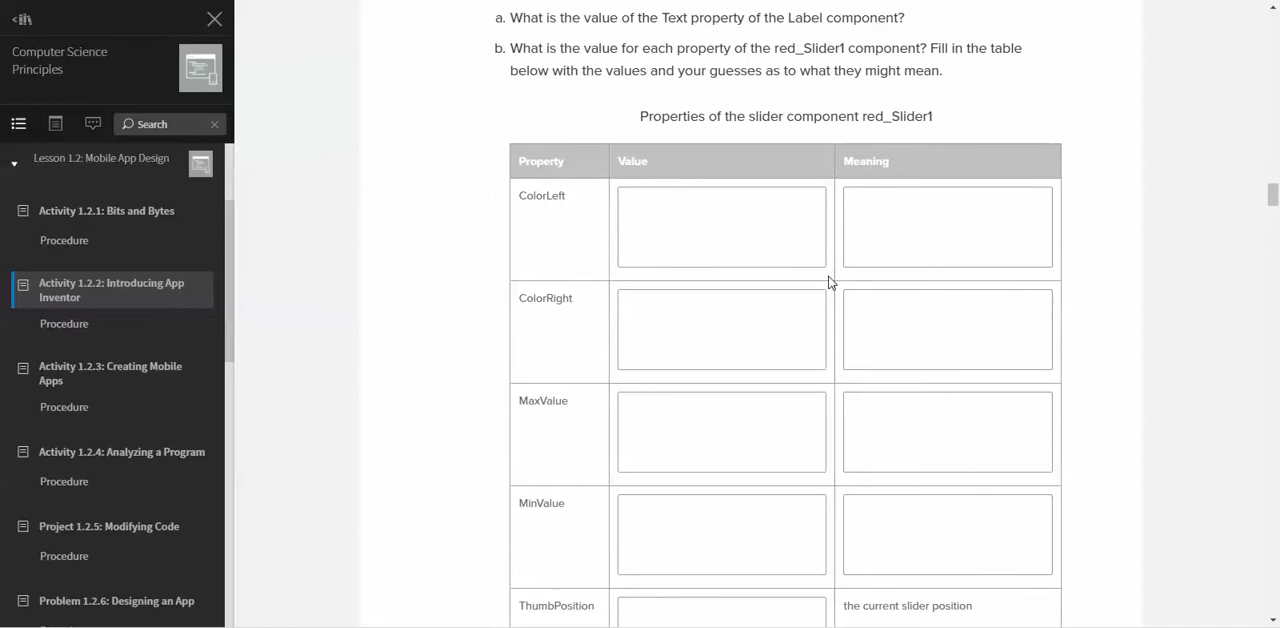 Computer Science
Principles
Search
Lesson 1.2: Mobile App Design
Activity 1.2.1: Bits and Bytes
Procedure
Activity 1.2.2: Introducing App
Inventor
Procedure
Activity 1.2.3: Creating Mobile
Apps
Procedure
Activity 1.2.4: Analyzing a Program
Procedure
Project 1.2.5: Modifying Code
Procedure
Problem 1.2.6: Designing an App
a. What is the value of the Text property of the Label component?
b. What is the value for each property of the red_Slider1 component? Fill in the table
below with the values and your guesses as to what they might mean.
Properties of the slider component red_Slider1
Property Value Meaning
ColorLeft
ColorRight
MaxValue
MinValue
ThumbPosition the current slider position